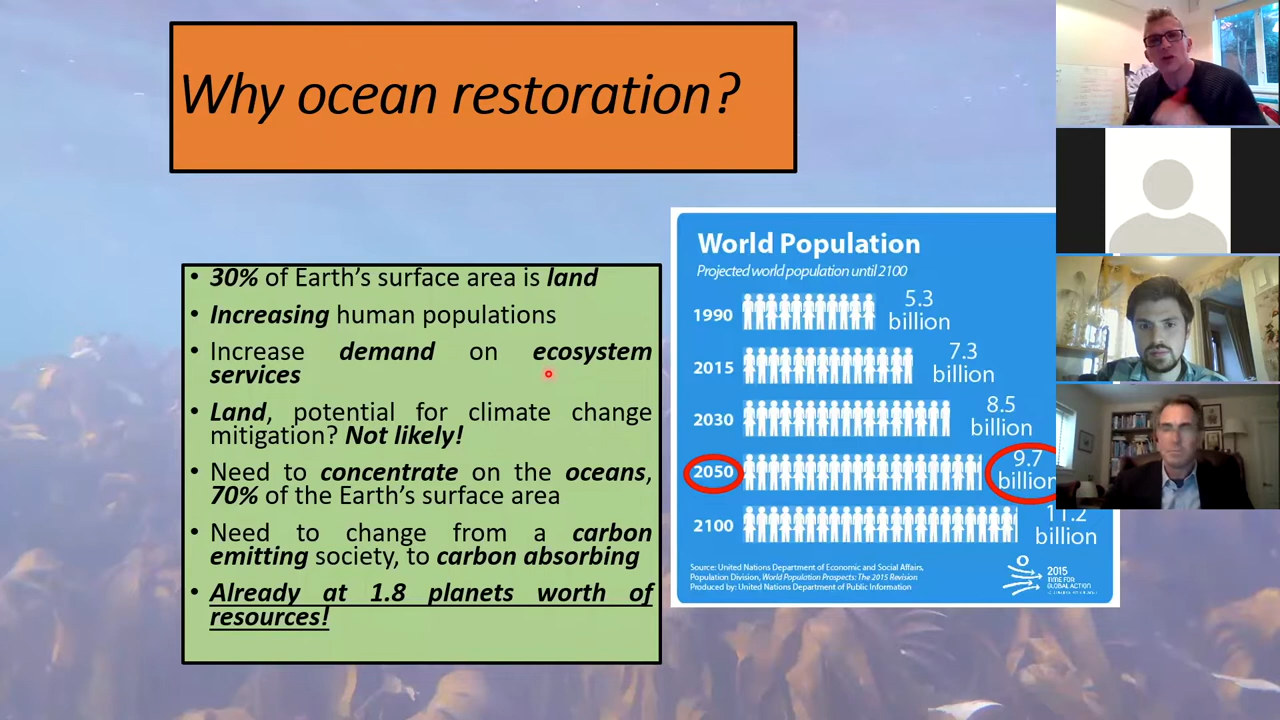 Why ocean restoration?
• 30% of Earth's surface area is land
• Increasing human populations
• Increase demand on ecosystem
services
• Land, potential for climate change
mitigation? Not likely!
• Need to concentrate on the oceans,
70% of the Earth's surface area
• Need to change from a carbon
emitting society, to carbon absorbing
• Already at 1.8 planets worth of
resources!
World Population
Projected world population until 2100
1990
5.3
billion
2015
7.3
billion
2030
8.5
billion
2050
9.7
billion
2100
11.2
billion
Source: United Nations Department of Economic and Social Affairs,
Population Division, World Population Prospects: The 2015 Revision
Produced by: United Nations Department of Public Information
2015
TIME FOR
GLOBAL ACTION